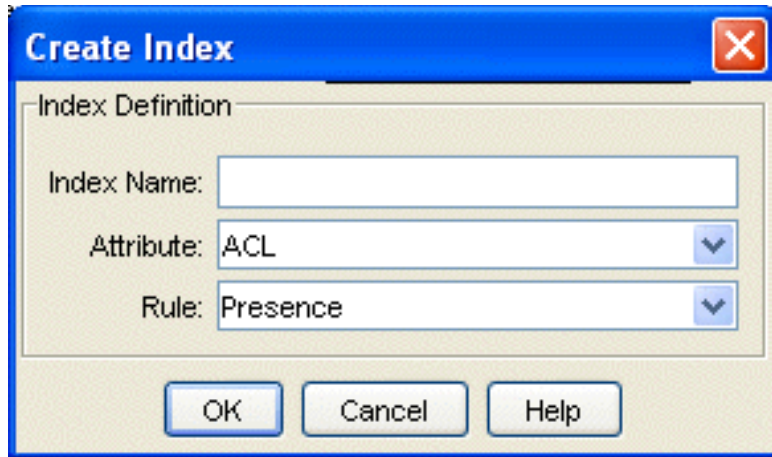 Create Index
Index Definition
Index Name:
Attribute: ACL
Rule: Presence
OK Cancel Help